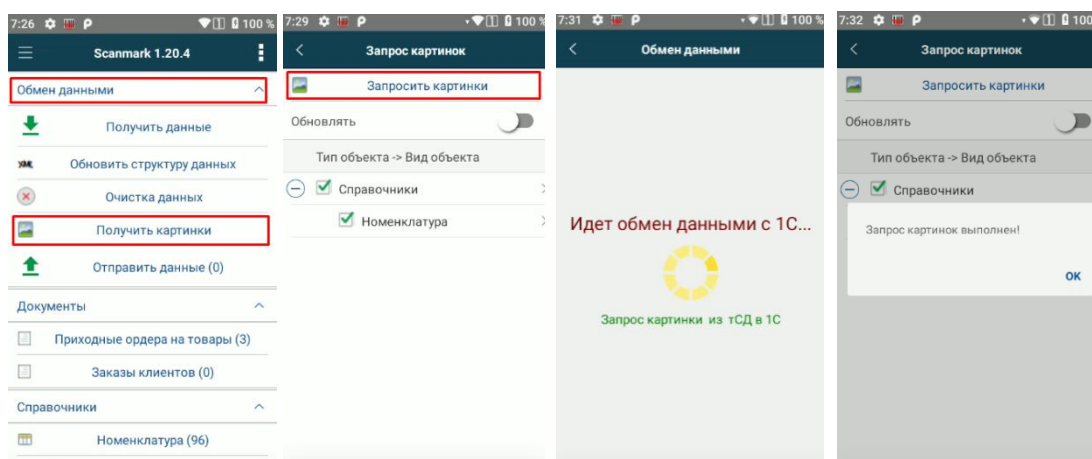 7:26 P 1 100 %
Scanmark 1.20.4
Обмен данными
Получить данные
XML Обновить структуру данных
Очистка данных
Получить картинки
Отправить данные (0)
Документы
Приходные ордера на товары (3)
Заказы клиентов (0)
Справочники
Номенклатура (96)
7:29 P 1 100 %
Запрос картинок
Запросить картинки
Обновлять
Тип объекта -> Вид объекта
Справочники
Номенклатура
7:31 P 1 100 %
Обмен данными
Идет обмен данными с 1С...
Запрос картинки из тСД в 1С
7:32 P 1 100
Запрос картинок
Запросить картинки
Обновлять
Тип объекта -> Вид объекта
Справочники
Запрос картинок выполнен!
ОК